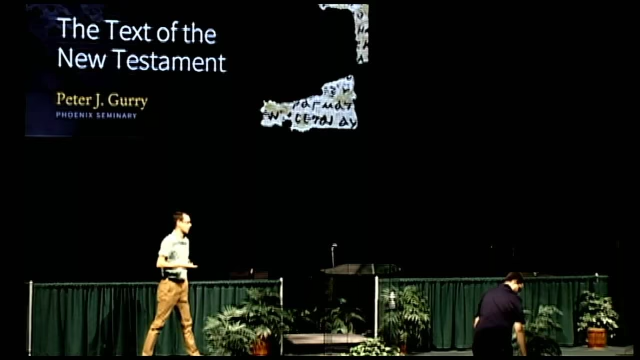 The Text of the
New Testament
Peter J. Gurry
PHOENIX SEMINARY